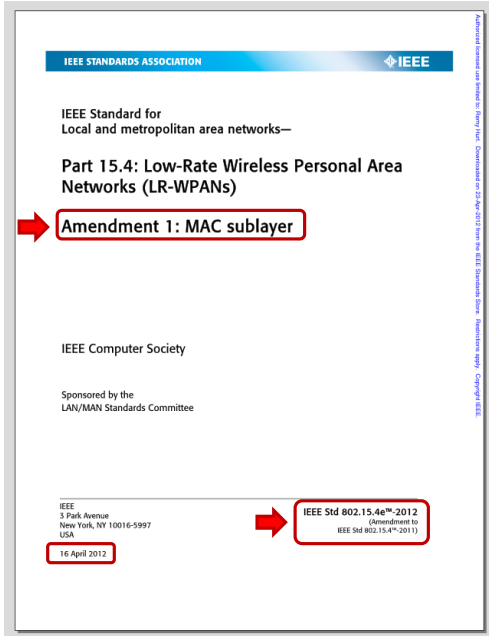 IEEE STANDARDS ASSOCIATION
IEEE
IEEE Standard for
Local and metropolitan area networks—
Part 15.4: Low-Rate Wireless Personal Area
Networks (LR-WPANs)
Amendment 1: MAC sublayer
IEEE Computer Society
Sponsored by the
LAN/MAN Standards Committee
IEEE
3 Park Avenue
New York, NY 10016-5997
USA
16 April 2012
IEEE Std 802.15.4e™-2012
(Amendment to
IEEE Std 802.15.4™-2011)
Authorized licensed use limited to: Remy Hurt. Downloaded on 23-Apr-2012 from the IEEE Standards Store. Restrictions apply. Copyright IEEE.